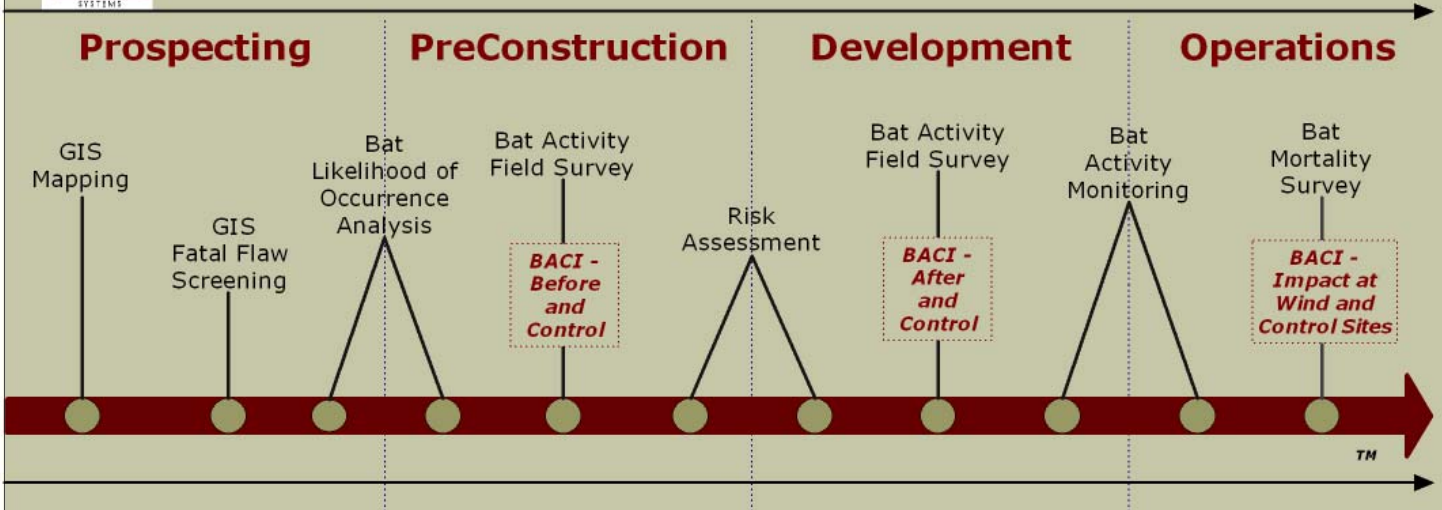 SYSTEMS
Prospecting
PreConstruction
Development
Operations
GIS
Mapping
GIS
Fatal Flaw
Screening
Bat
Likelihood of
Occurrence
Analysis
Bat Activity
Field Survey
BACI -
Before
and
Control
Risk
Assessment
Bat Activity
Field Survey
BACI -
After
and
Control
Bat
Activity
Monitoring
Bat
Mortality
Survey
BACI -
Impact at
Wind and
Control Sites
TM